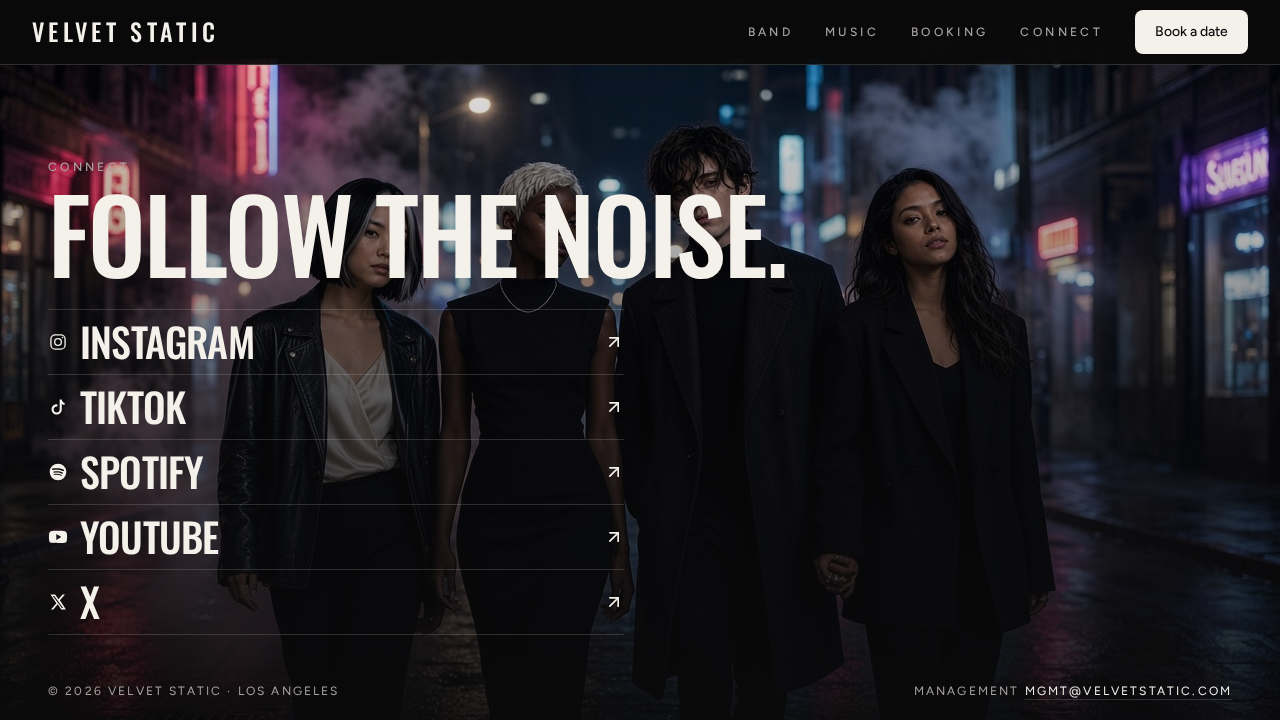 VELVET STATIC
BAND MUSIC BOOKING CONNECT Book a date
CONNECT
FOLLOW THE NOISE.
INSTAGRAM
TIKTOK
SPOTIFY
YOUTUBE
X
© 2026 VELVET STATIC · LOS ANGELES
MANAGEMENT MGMT@VELVETSTATIC.COM